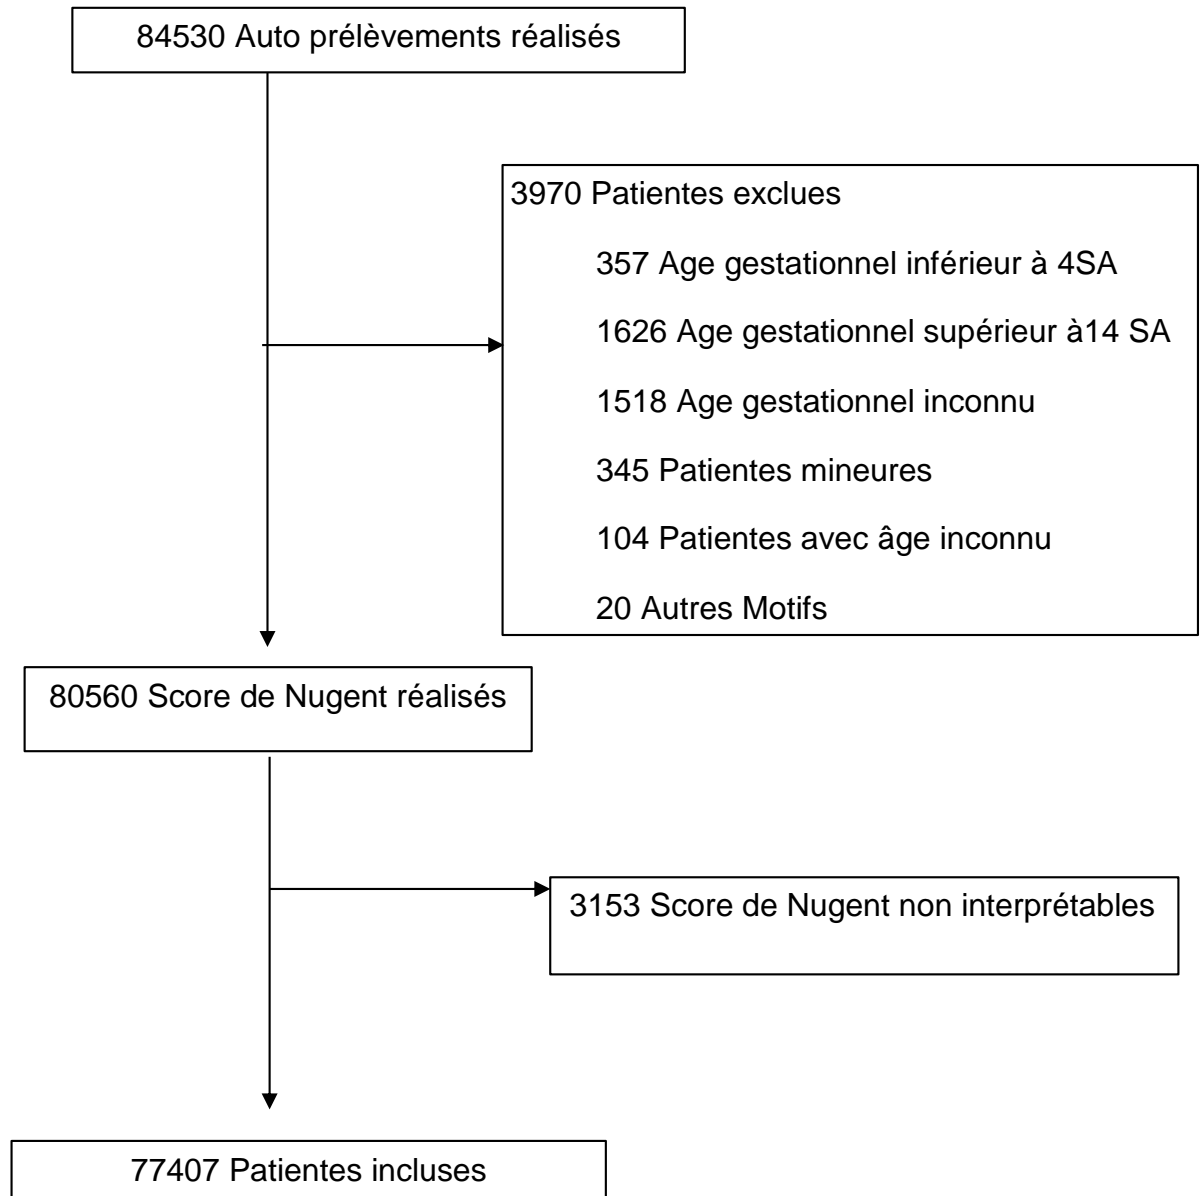 84530 Auto prélèvements réalisés
3970 Patientes exclues
357 Age gestationnel inférieur à 4SA
1626 Age gestationnel supérieur à14 SA
1518 Age gestationnel inconnu
345 Patientes mineures
104 Patientes avec âge inconnu
20 Autres Motifs
80560 Score de Nugent réalisés
3153 Score de Nugent non interprétables
77407 Patientes incluses